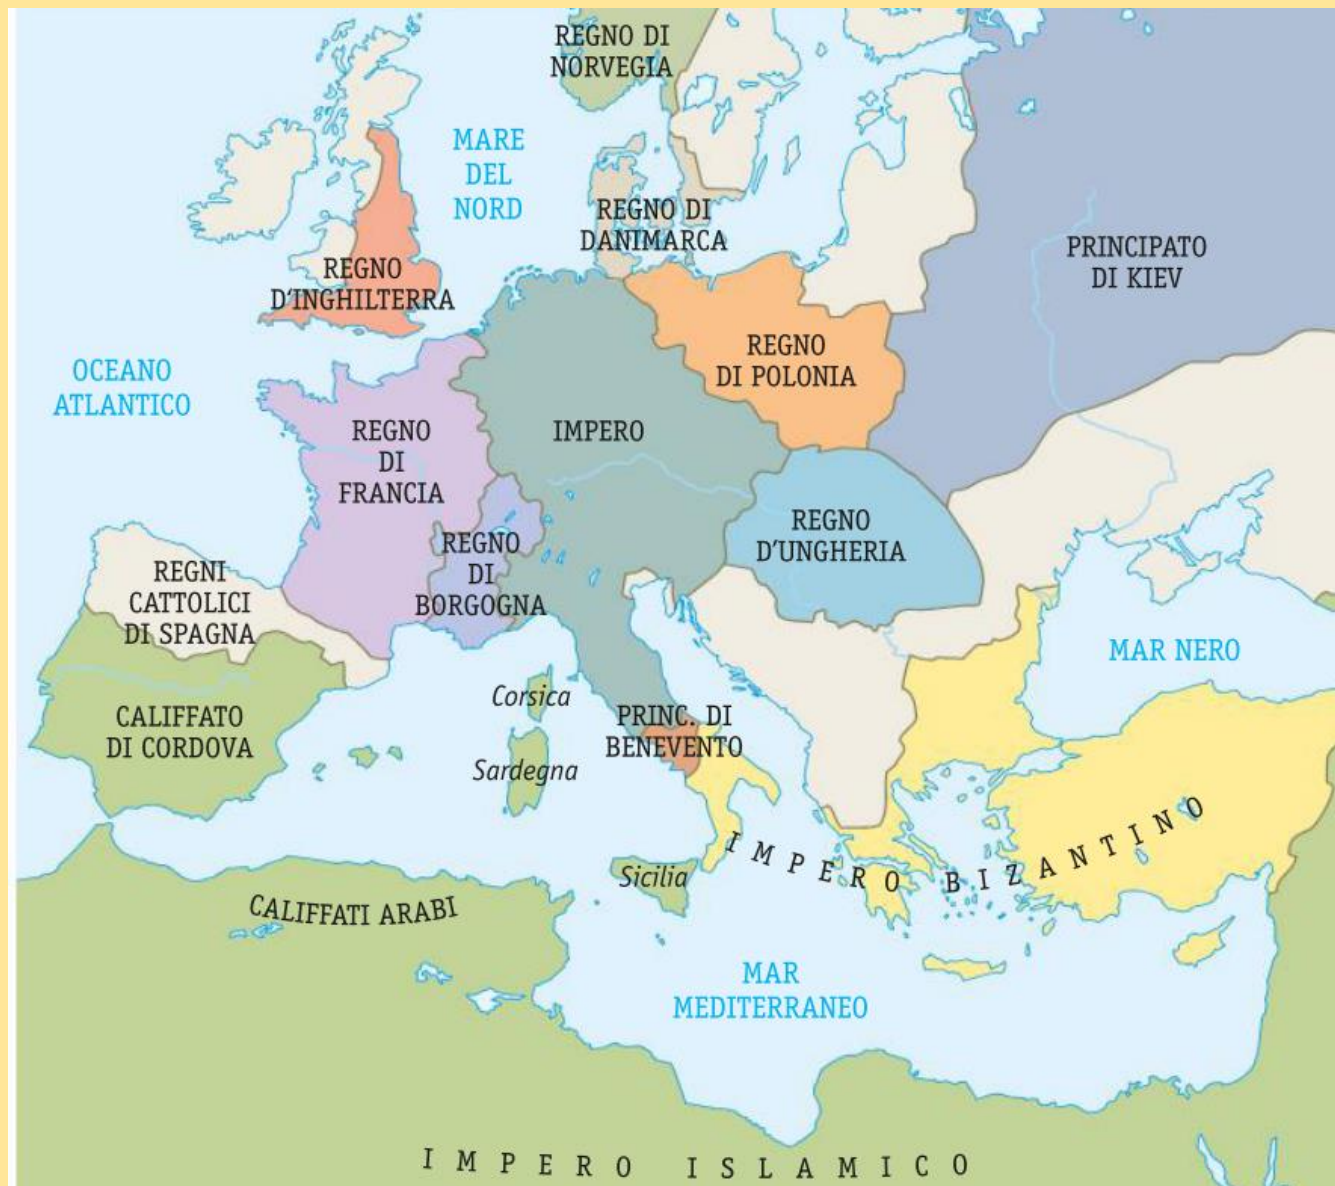 REGNO DI
NORVEGIA
MARE
DEL
NORD
REGNO DI
DANIMARCA
PRINCIPATO
DI KIEV
REGNO
D'INGHILTERRA
OCEANO
ATLANTICO
REGNO
DI POLONIA
REGNO
DI
FRANCIA
IMPERO
REGNO
D'UNGHERIA
REGNO
DI
BORGOGNA
REGNI
CATTOLICI
DI SPAGNA
MAR NERO
Corsica
CALIFFATO
DI CORDOVA
PRINC. DI
BENEVENTO
Sardegna
IMPERO BIZANTINO
Sicilia
CALIFFATI ARABI
MAR
MEDITERRANEO
IMPERO ISLAMICO